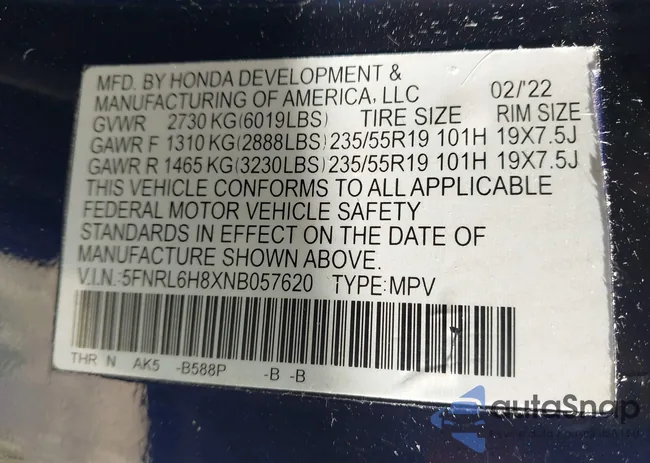 MFD. BY HONDA DEVELOPMENT &
MANUFACTURING OF AMERICA, LLC 02/'22
GVWR 2730 KG(6019LBS) TIRE SIZE RIM SIZE
GAWR F 1310 KG(2888LBS) 235/55R19 101H 19X7.5J
GAWR R 1465 KG(3230LBS) 235/55R19 101H 19X7.5J
THIS VEHICLE CONFORMS TO ALL APPLICABLE
FEDERAL MOTOR VEHICLE SAFETY
STANDARDS IN EFFECT ON THE DATE OF
MANUFACTURE SHOWN ABOVE.
V.I.N.:5FNRL6H8XNB057620 TYPE:MPV
THR N AK5 -B588P -B -B
autaSnap